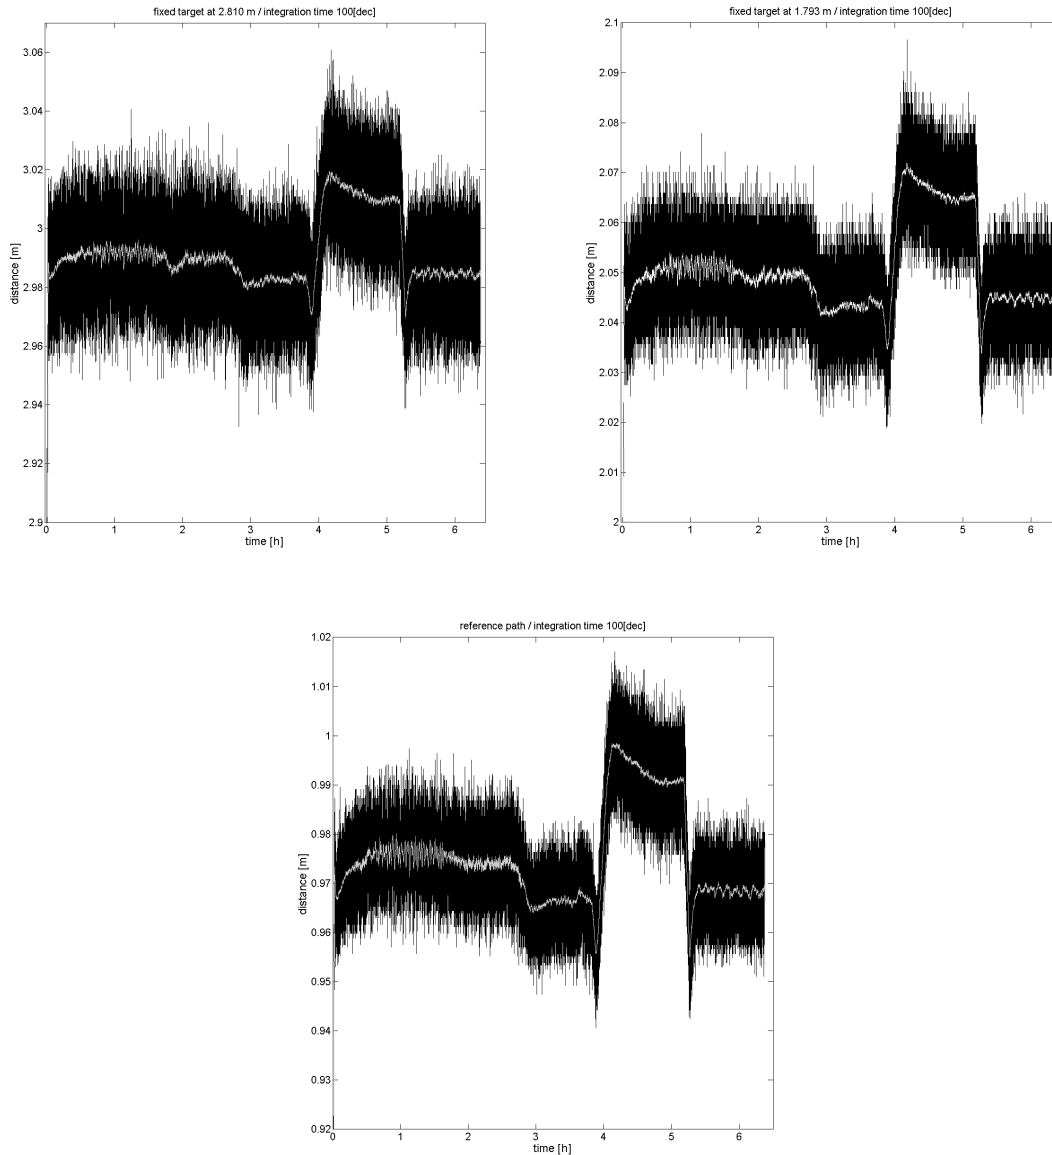 fixed target at 2.810 m / integration time 100[dec]
3.06
3.04
3.02
3
2.98
2.96
2.94
2.92
2.9
distance [m]
0 1 2 3 4 5 6
time [h]
fixed target at 1.793 m / integration time 100[dec]
2.1
2.09
2.08
2.07
2.06
2.05
2.04
2.03
2.02
2.01
2
distance [m]
0 1 2 3 4 5 6
time [h]
reference path / integration time 100[dec]
1.02
1.01
1
0.99
0.98
0.97
0.96
0.95
0.94
0.93
0.92
distance [m]
0 1 2 3 4 5 6
time [h]